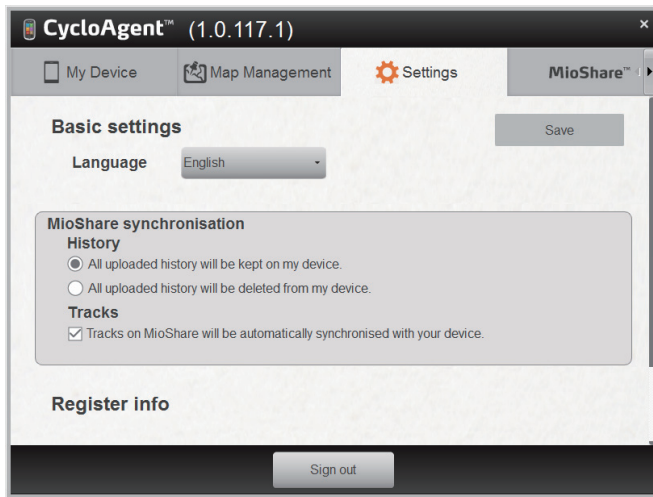 CycloAgent™ (1.0.117.1)
My Device
Map Management
Settings
MioShare™
Basic settings
Save
Language
English
MioShare synchronisation
History
All uploaded history will be kept on my device.
All uploaded history will be deleted from my device.
Tracks
Tracks on MioShare will be automatically synchronised with your device.
Register info
Sign out